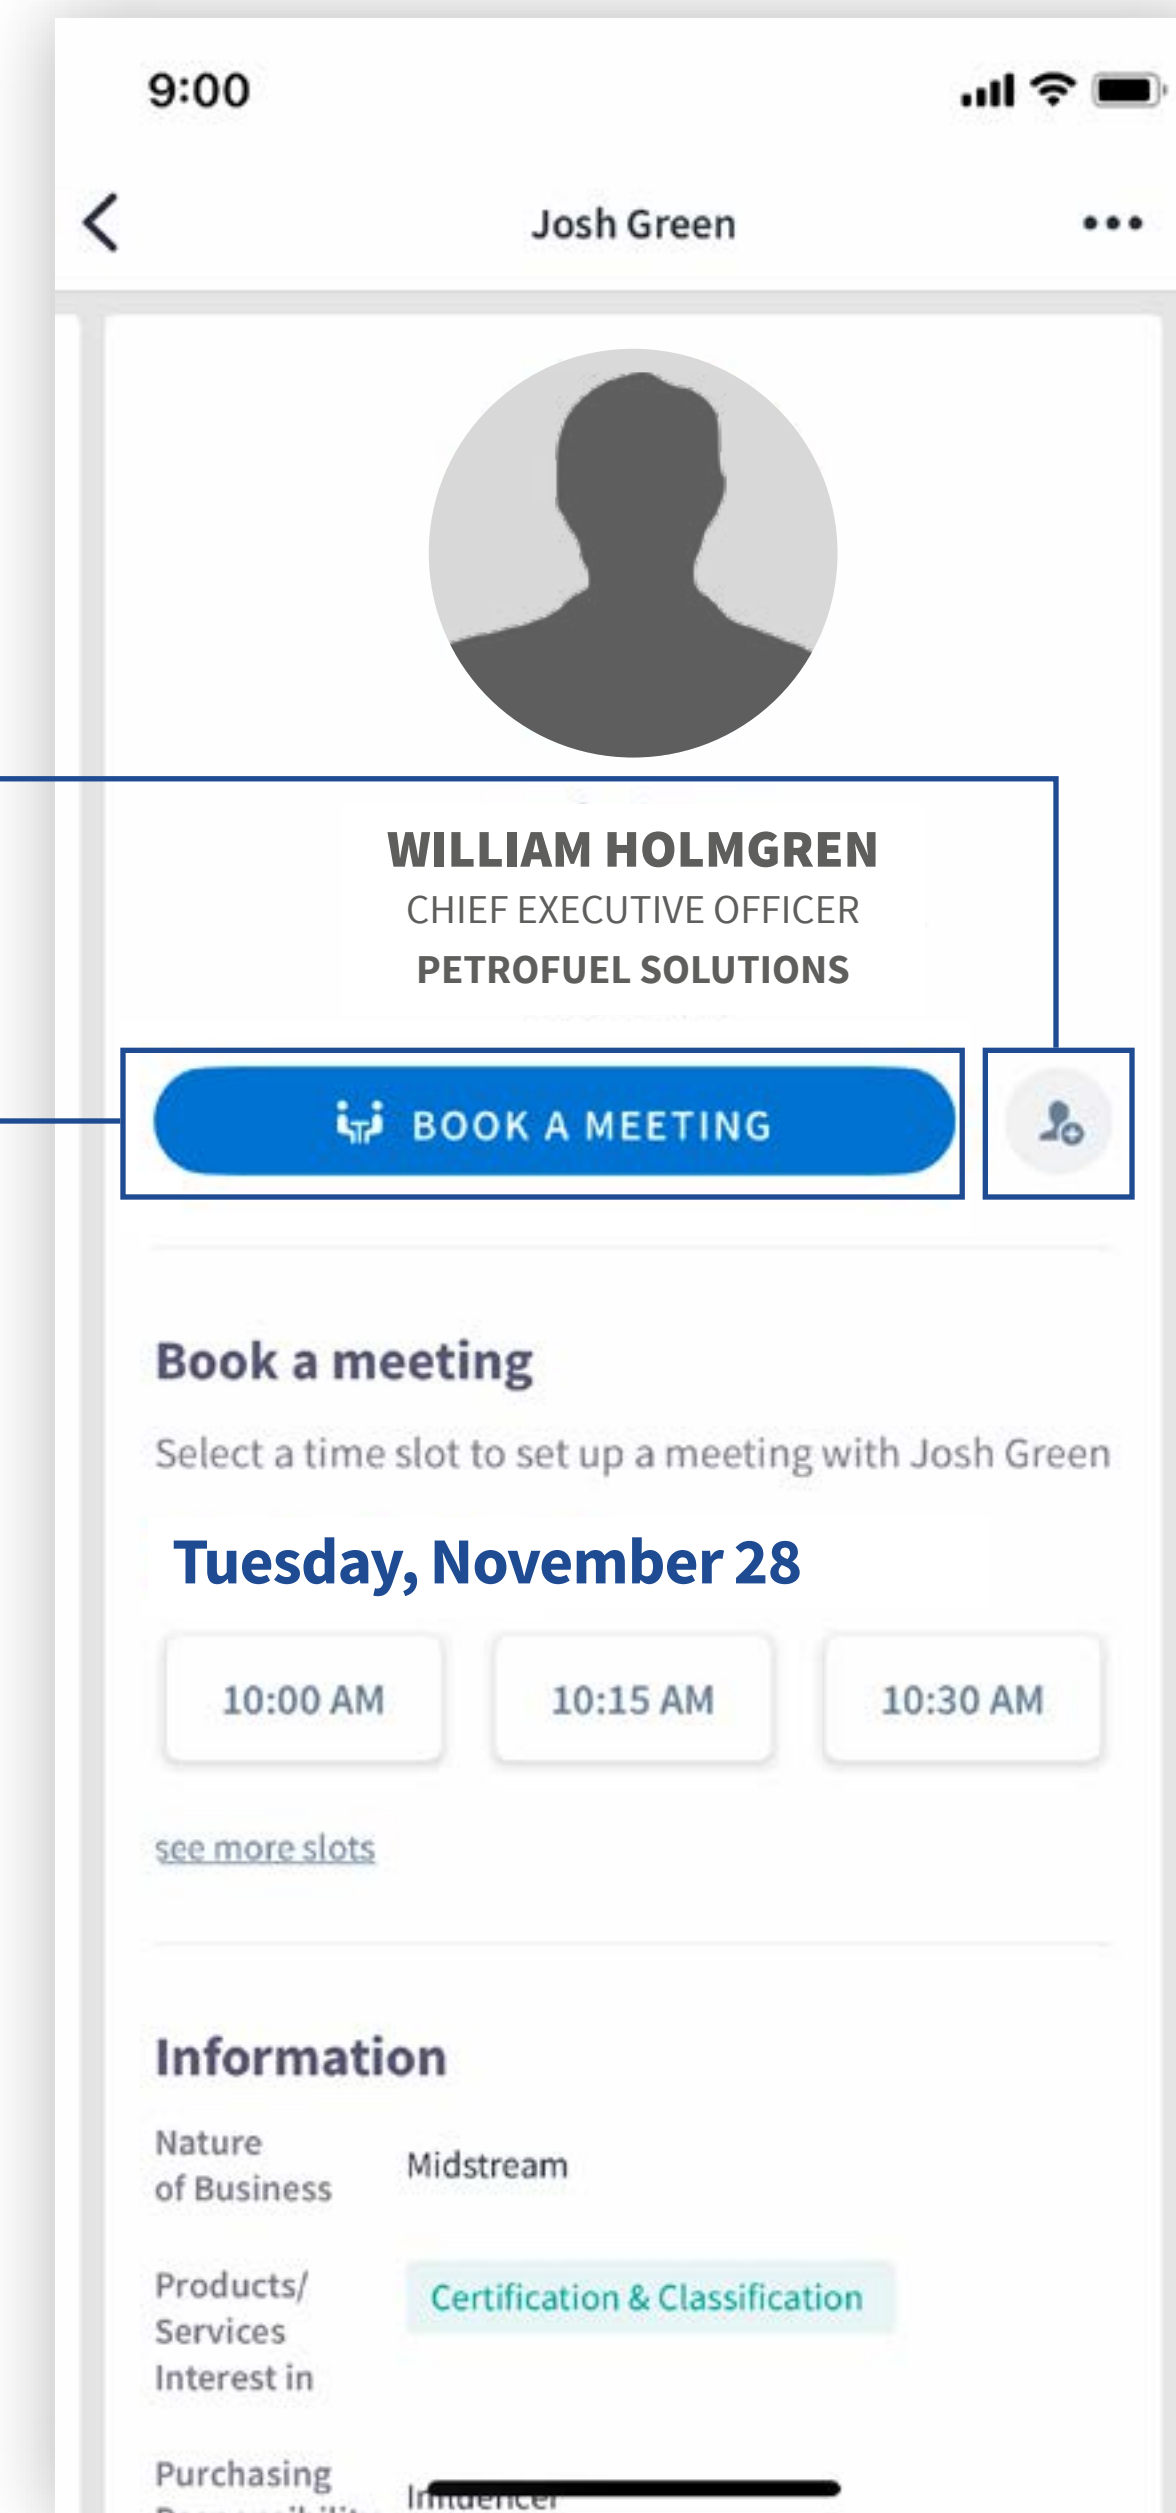 9:00
Josh Green
WILLIAM HOLMGREN
CHIEF EXECUTIVE OFFICER
PETROFUEL SOLUTIONS
BOOK A MEETING
Book a meeting
Select a time slot to set up a meeting with Josh Green
Tuesday, November 28
10:00 AM 10:15 AM 10:30 AM
see more slots
Information
Nature
of Business
Midstream
Products/
Services
Interest in
Certification & Classification
Purchasing
Influencer